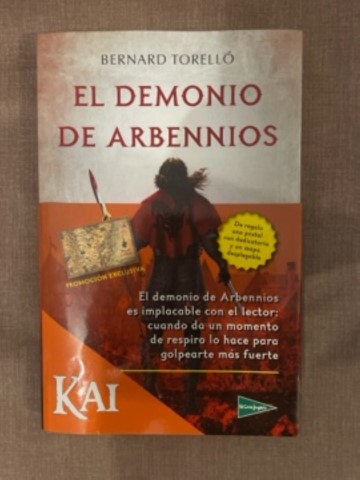 BERNARD TORELLÓ
EL DEMONIO
DE ARBENNIOS
De regalo
una postal
con dedicatoria
y un mapa
desplegable
PROMOCIÓN EXCLUSIVA
El demonio de Arbennios
es implacable con el lector:
cuando da un momento
de respiro lo hace para
golpearte más fuerte
KAI
El Corte Inglés